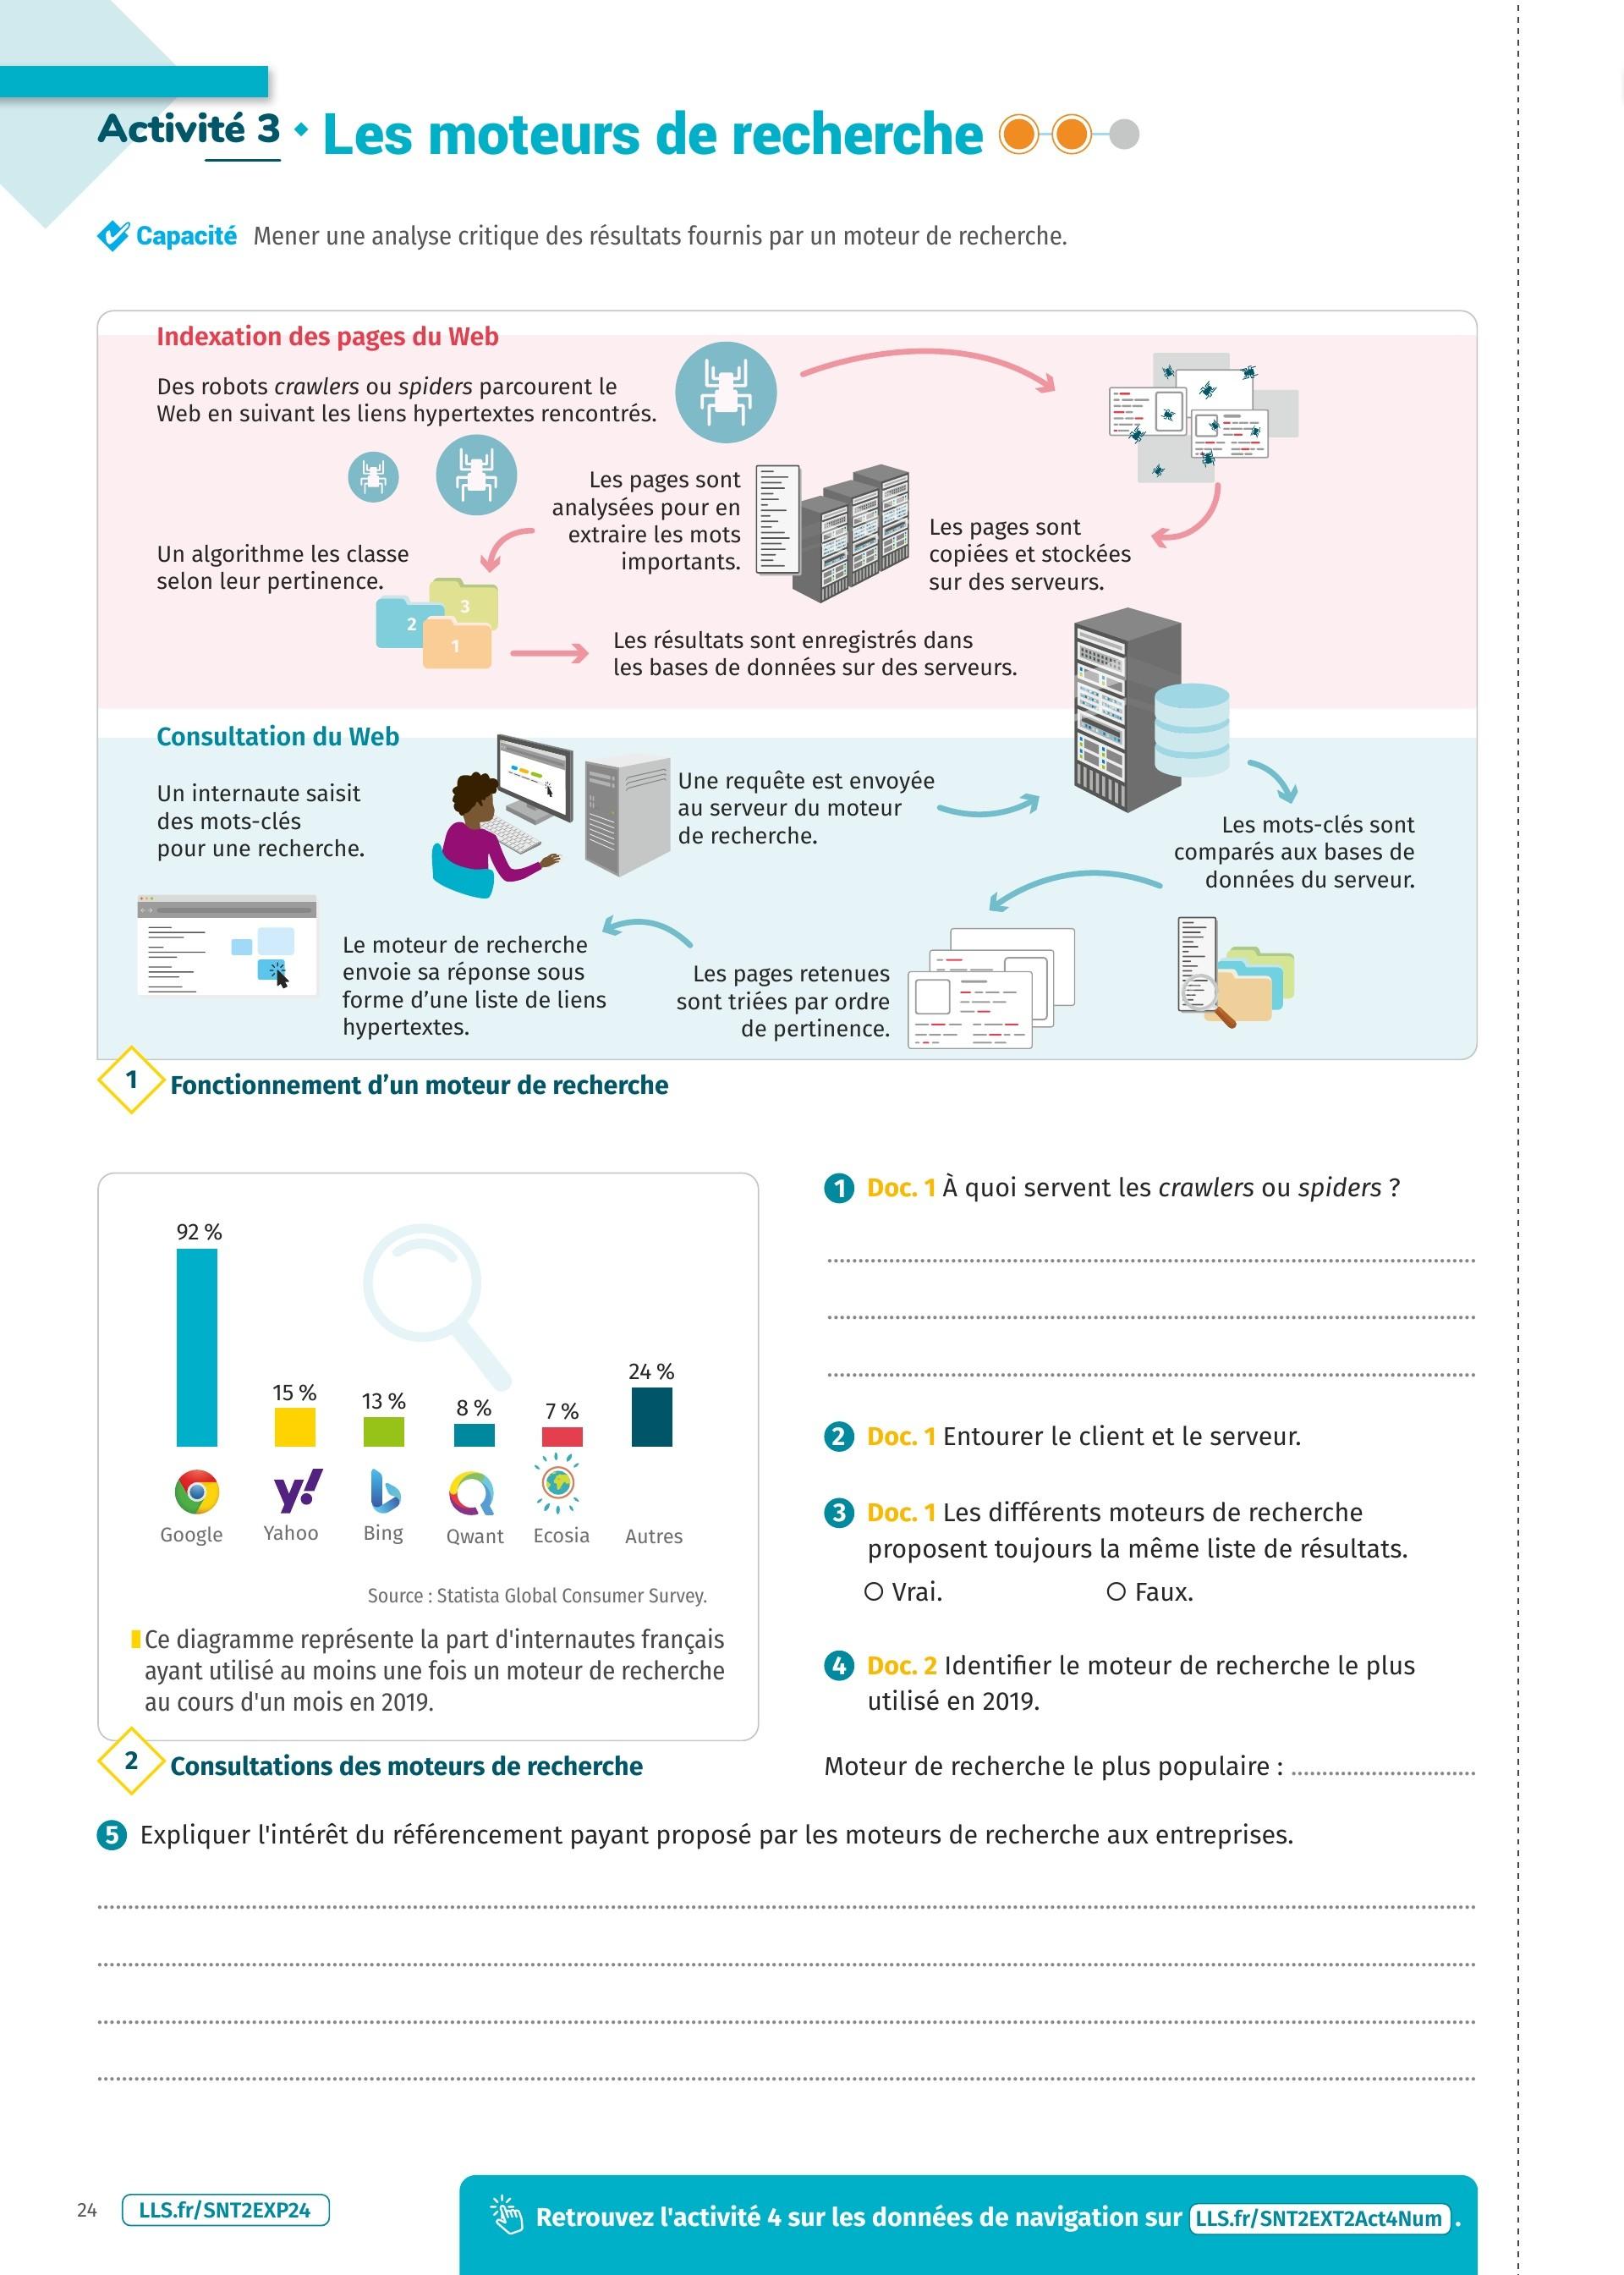 Activité 3 • Les moteurs de recherche
Capacité Mener une analyse critique des résultats fournis par un moteur de recherche.
Indexation des pages du Web
Des robots crawlers ou spiders parcourent le
Web en suivant les liens hypertextes rencontrés.
Les pages sont
copiées et stockées
sur des serveurs.
Les pages sont
analysées pour en
extraire les mots
importants.
Un algorithme les classe
selon leur pertinence.
3
2
1
Les résultats sont enregistrés dans
les bases de données sur des serveurs.
Consultation du Web
Un internaute saisit
des mots-clés
pour une recherche.
Une requête est envoyée
au serveur du moteur
de recherche.
Les mots-clés sont
comparés aux bases de
données du serveur.
Les pages retenues
sont triées par ordre
de pertinence.
Le moteur de recherche
envoie sa réponse sous
forme d’une liste de liens
hypertextes.
1 Fonctionnement d’un moteur de recherche
92 %
15 %
13 %
8 %
7 %
24 %
y!
Google
Yahoo
Bing
Qwant
Ecosia
Autres
Source : Statista Global Consumer Survey.
Ce diagramme représente la part d'internautes français
ayant utilisé au moins une fois un moteur de recherche
au cours d'un mois en 2019.
2 Consultations des moteurs de recherche
1 Doc. 1 À quoi servent les crawlers ou spiders ?
2 Doc. 1 Entourer le client et le serveur.
3 Doc. 1 Les différents moteurs de recherche
proposent toujours la même liste de résultats.
Vrai. Faux.
4 Doc. 2 Identifier le moteur de recherche le plus
utilisé en 2019.
Moteur de recherche le plus populaire :
5 Expliquer l'intérêt du référencement payant proposé par les moteurs de recherche aux entreprises.
24 LLS.fr/SNT2EXP24
Retrouvez l'activité 4 sur les données de navigation sur LLS.fr/SNT2EXT2Act4Num .